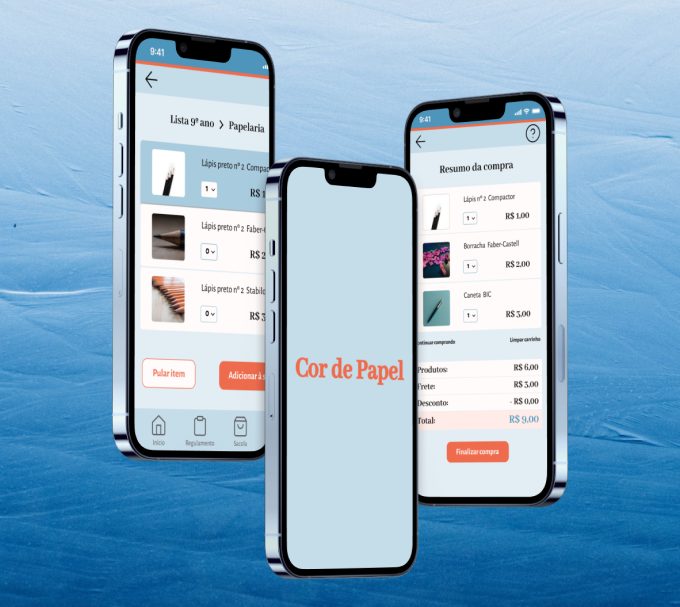 9:41
Lista 9º ano > Papelaria
Lápis preto nº 2 Compac
1
R$ 1
Lápis preto nº 2 Faber-
0
R$ 2
Lápis preto nº 2 Stabilo
0
R$ 3
Pular item
Adicionar à s
Início
Regulamento
Sacola
Cor de Papel
9:41
?
Resumo da compra
Lápis nº 2 Compactor
1
R$ 1,00
Borracha Faber-Castell
1
R$ 2,00
Caneta BIC
1
R$ 3,00
ontinuar comprando
Limpar carrinho
Produtos:
R$ 6,00
Frete:
R$ 3,00
Desconto:
- R$ 0,00
Total:
R$ 9,00
Finalizar compra